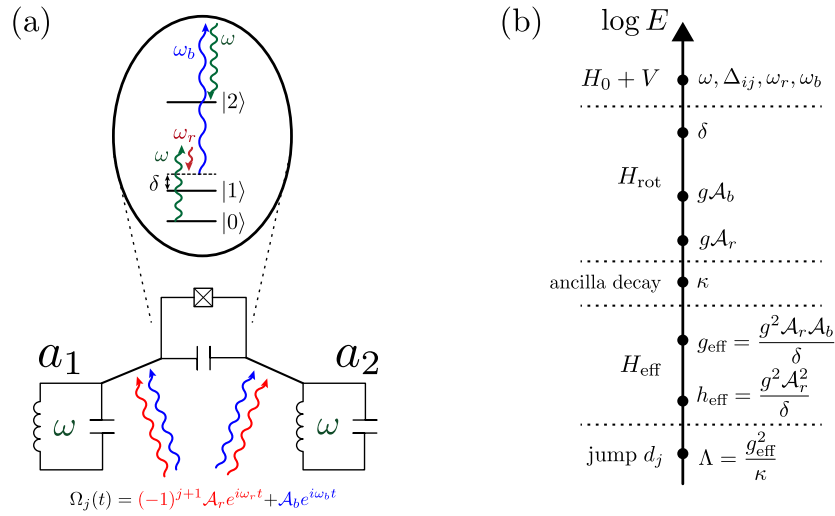 (a)
ω_b
ω
|2⟩
ω_r
ω
δ
|1⟩
|0⟩
a_1
a_2
ω
ω
Ω_j(t) = (−1)^{j+1} 𝒜_r e^{iω_r t} + 𝒜_b e^{iω_b t}
(b)
log E
H_0 + V
ω, Δ_{ij}, ω_r, ω_b
δ
H_rot
g𝒜_b
g𝒜_r
ancilla decay
κ
g_eff = g^2 𝒜_r 𝒜_b / δ
H_eff
h_eff = g^2 𝒜_r^2 / δ
jump d_j
Λ = g_eff^2 / κ